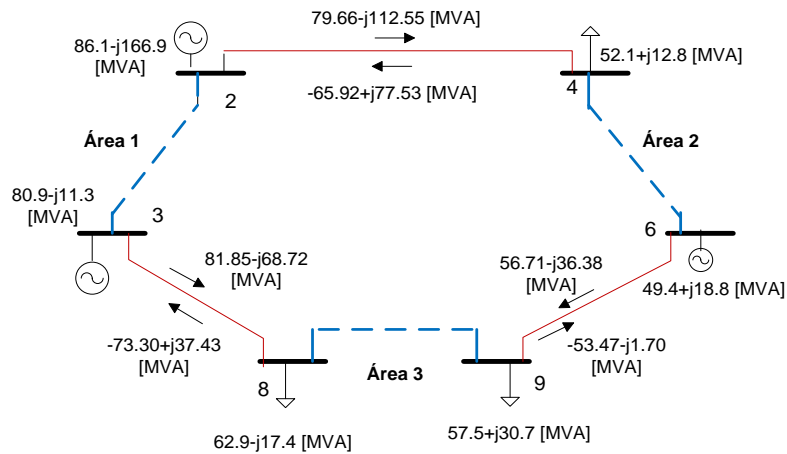 79.66-j112.55 [MVA]
86.1-j166.9
[MVA]
52.1+j12.8 [MVA]
-65.92+j77.53 [MVA]
2
4
Área 1
Área 2
80.9-j11.3
[MVA]
3
6
81.85-j68.72
[MVA]
56.71-j36.38
[MVA]
49.4+j18.8 [MVA]
-73.30+j37.43
[MVA]
-53.47-j1.70
[MVA]
8
Área 3
9
62.9-j17.4 [MVA]
57.5+j30.7 [MVA]